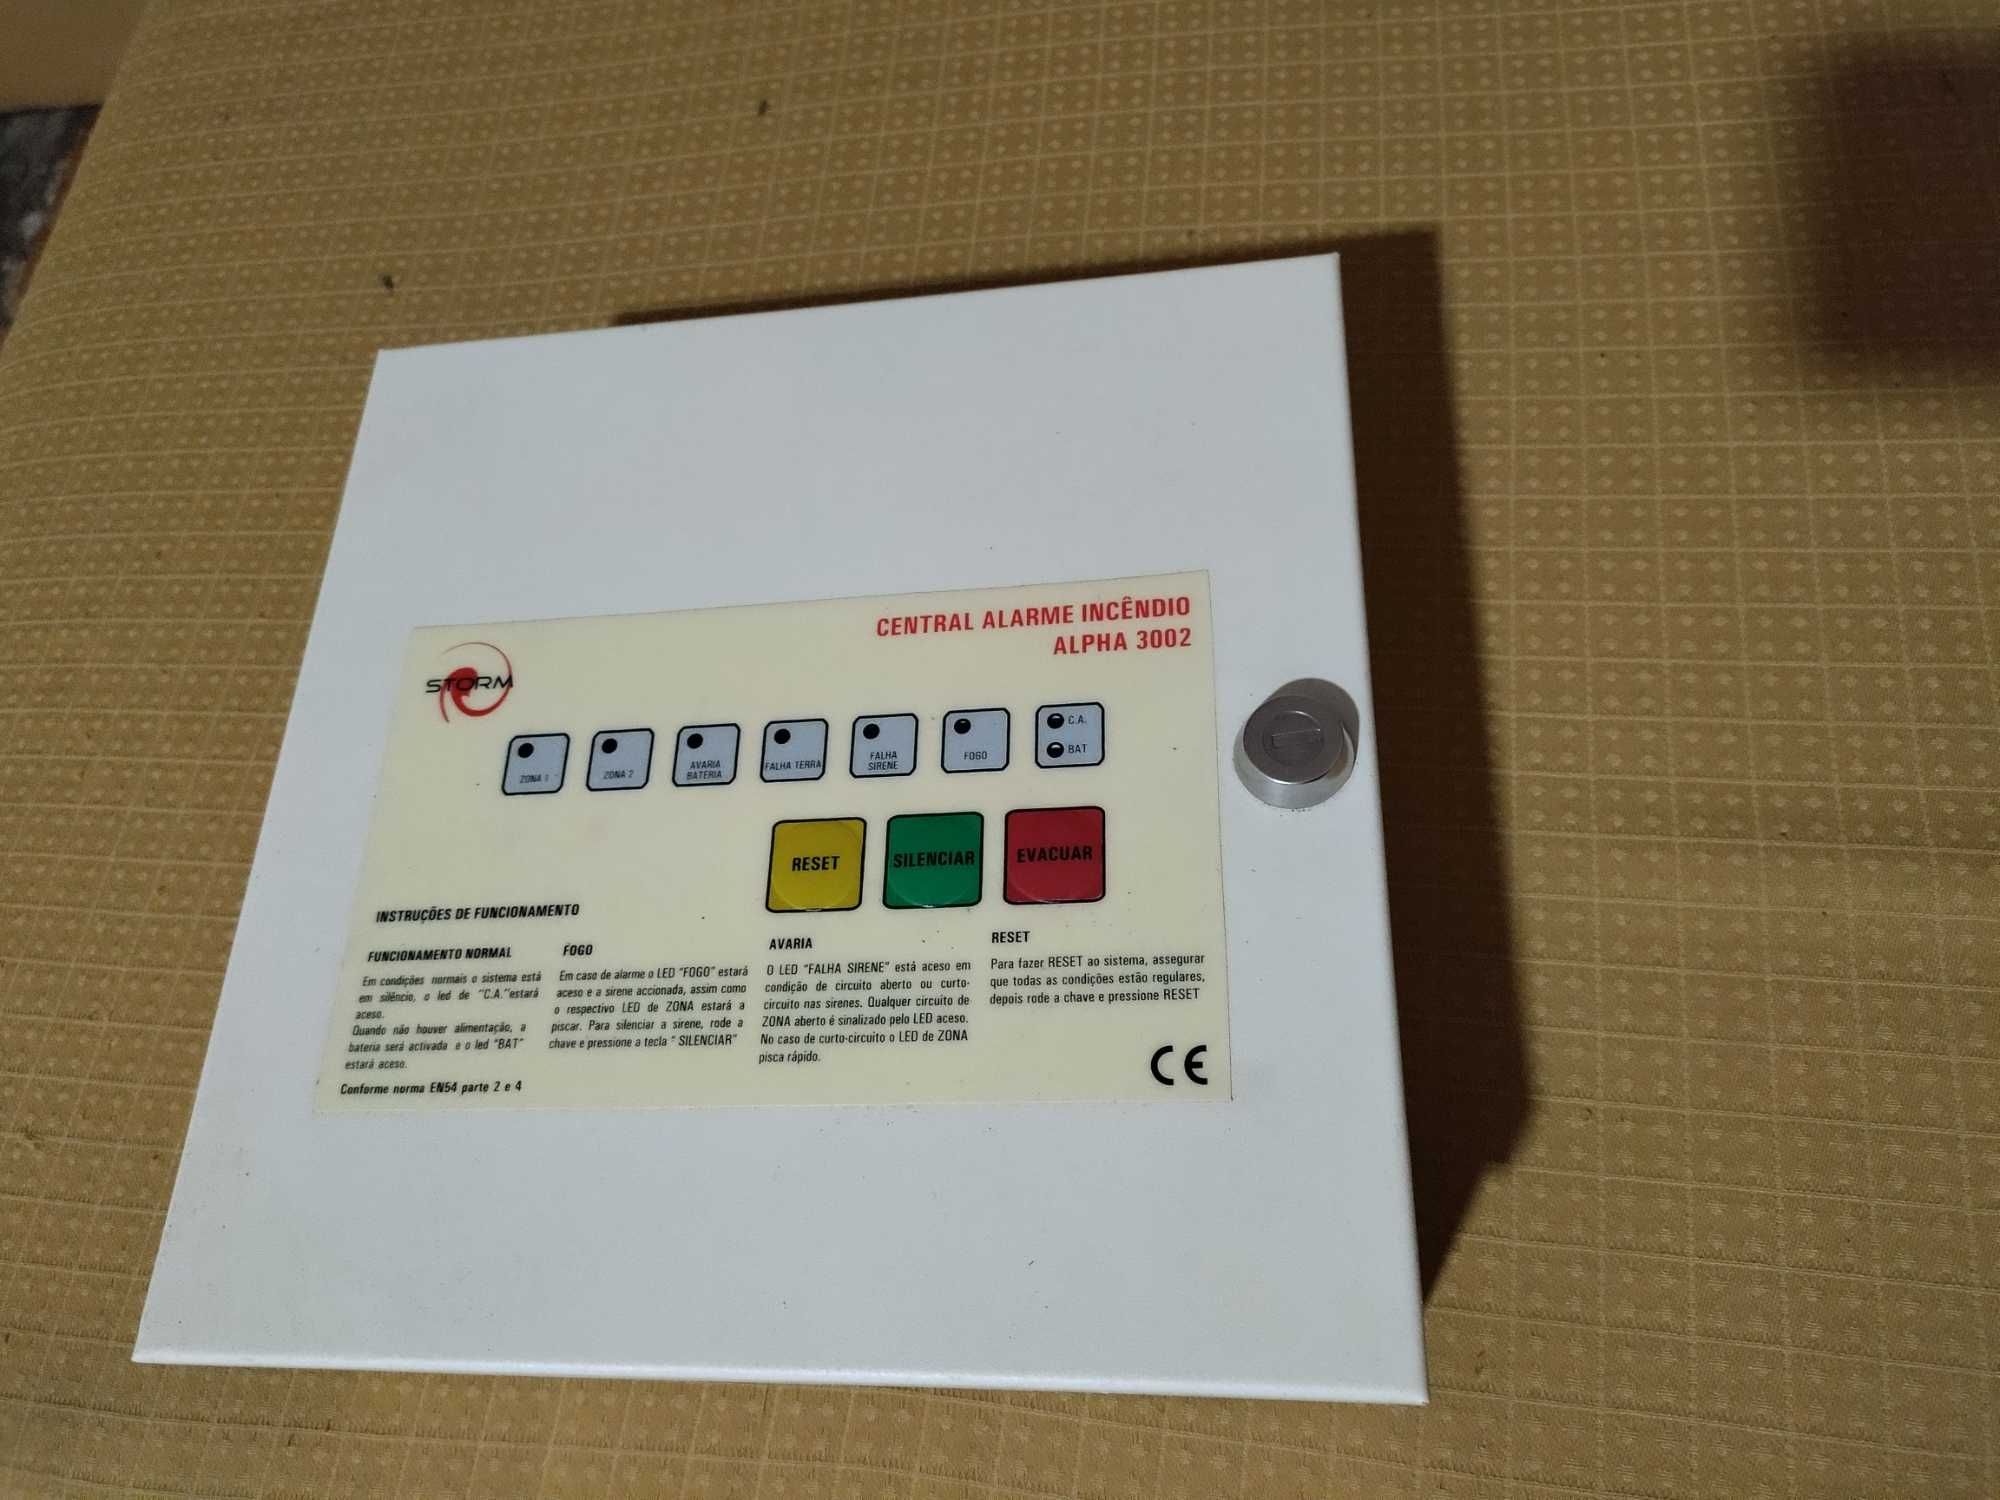 CENTRAL ALARME INCÊNDIO
ALPHA 3002
STORM
ZONA 1
ZONA 2
AVARIA
BATERIA
FALHA TERRA
FALHA
SIRENE
FOGO
C.A.
BAT
RESET
SILENCIAR
EVACUAR
INSTRUÇÕES DE FUNCIONAMENTO
FUNCIONAMENTO NORMAL
Em condições normais o sistema está
em silêncio, o led de "C.A."estará
aceso.
Quando não houver alimentação, a
bateria será activada e o led "BAT"
estará aceso.
Conforme norma EN54 parte 2 e 4
FOGO
Em caso de alarme o LED "FOGO" estará
aceso e a sirene accionada, assim como
o respectivo LED de ZONA estará a
piscar. Para silenciar a sirene, rode a
chave e pressione a tecla " SILENCIAR"
AVARIA
O LED "FALHA SIRENE" está aceso em
condição de circuito aberto ou curto-
circuito nas sirenes. Qualquer circuito de
ZONA aberto é sinalizado pelo LED aceso.
No caso de curto-circuito o LED de ZONA
pisca rápido.
RESET
Para fazer RESET ao sistema, assegurar
que todas as condições estão regulares,
depois rode a chave e pressione RESET
CE